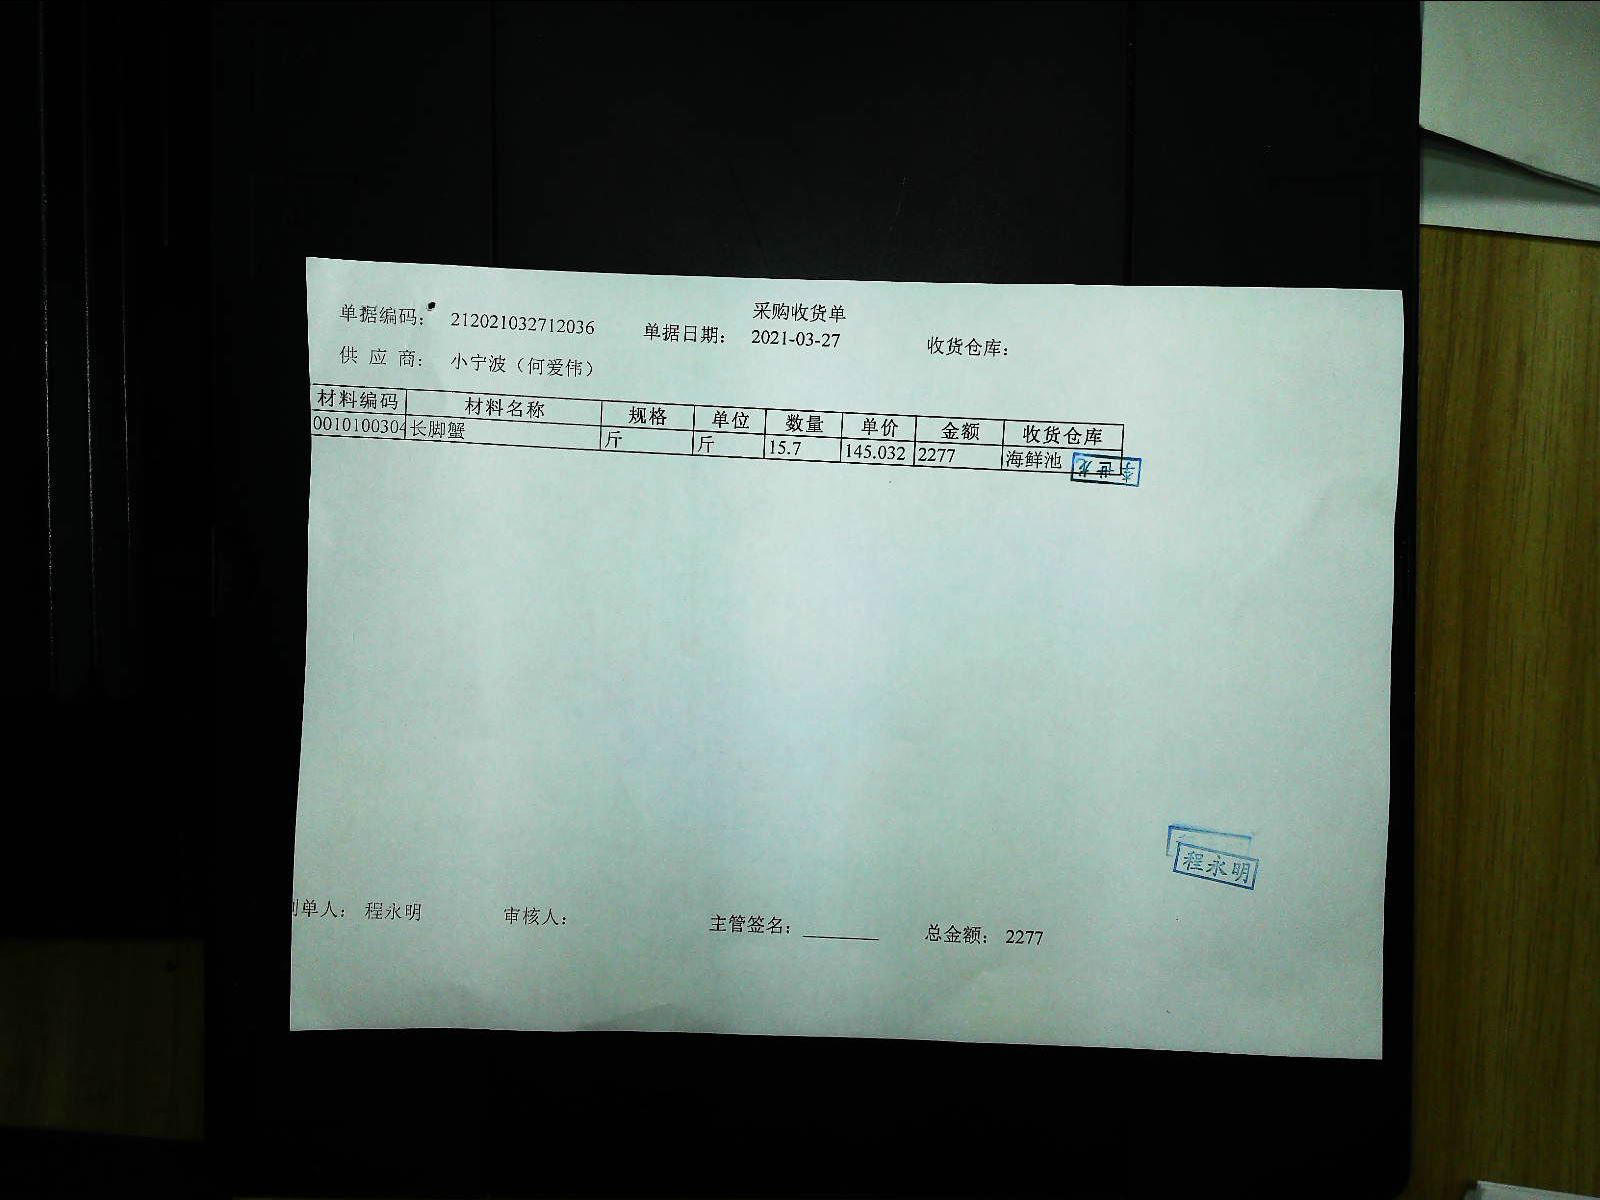 采购收货单
单据编码: 212021032712036 单据日期: 2021-03-27 收货仓库:
供 应 商: 小宁波（何爱伟）
材料编码 材料名称 规格 单位 数量 单价 金额 收货仓库
0010100304 长脚蟹 斤 斤 15.7 145.032 2277 海鲜池
李世龙
程永明
制单人: 程永明 审核人: 主管签名: 总金额: 2277